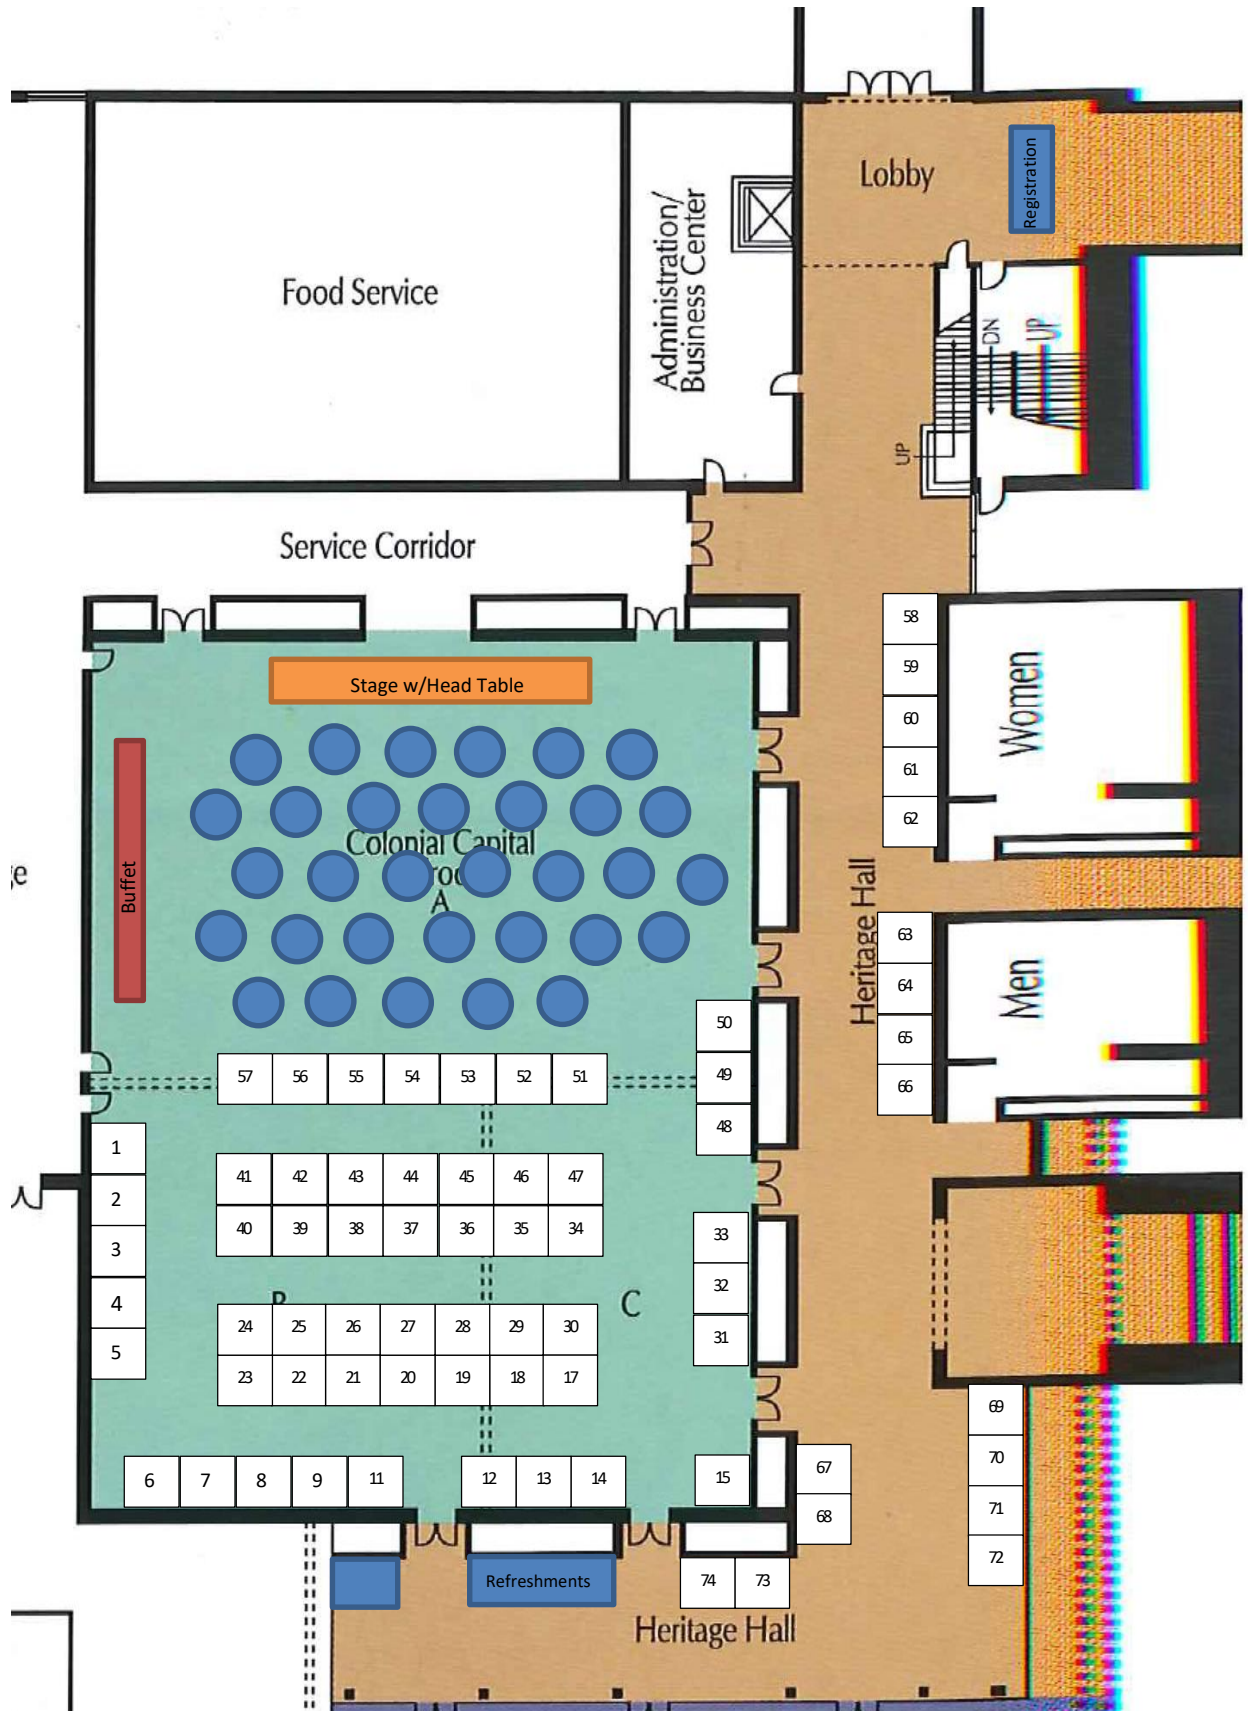 Lobby
Registration
Food Service
Administration/
Business Center
DN
UP
UP
Service Corridor
Stage w/Head Table
58
59
60
61
62
Women
Buffet
Colonial Capital
A
Heritage Hall
63
64
65
66
Men
50
49
48
57 56 55 54 53 52 51
1
2
3
4
5
41 42 43 44 45 46 47
40 39 38 37 36 35 34
33
32
31
C
24 25 26 27 28 29 30
23 22 21 20 19 18 17
69
70
71
72
6 7 8 9 11
12 13 14
15
67
68
Refreshments
74 73
Heritage Hall